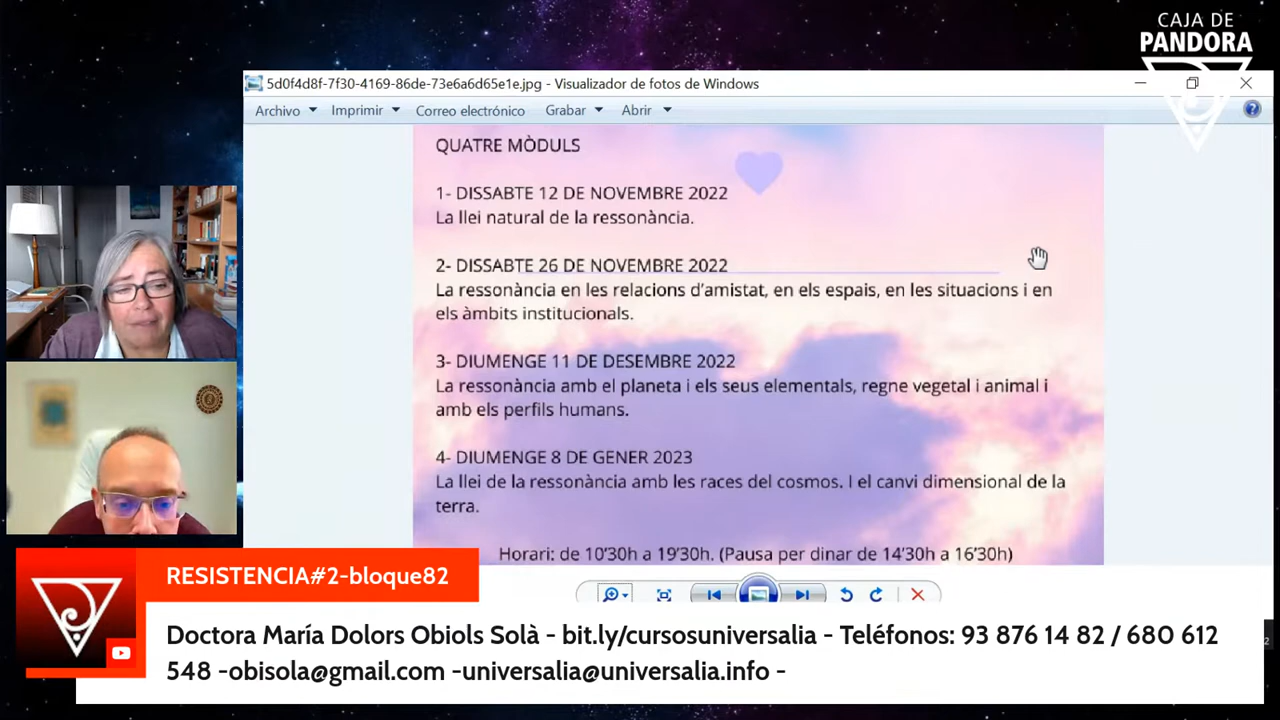 CAJA DE
PANDORA
5d0f4d8f-7f30-4169-86de-73e6a6d65e1e.jpg - Visualizador de fotos de Windows
Archivo Imprimir Correo electrónico Grabar Abrir
QUATRE MÒDULS
1- DISSABTE 12 DE NOVEMBRE 2022
La llei natural de la ressonància.
2- DISSABTE 26 DE NOVEMBRE 2022
La ressonància en les relacions d'amistat, en els espais, en les situacions i en
els àmbits institucionals.
3- DIUMENGE 11 DE DESEMBRE 2022
La ressonància amb el planeta i els seus elementals, regne vegetal i animal i
amb els perfils humans.
4- DIUMENGE 8 DE GENER 2023
La llei de la ressonància amb les races del cosmos. I el canvi dimensional de la
terra.
Horari: de 10'30h a 19'30h. (Pausa per dinar de 14'30h a 16'30h)
RESISTENCIA#2-bloque82
Doctora María Dolors Obiols Solà - bit.ly/cursosuniversalia - Teléfonos: 93 876 14 82 / 680 612
548 -obisola@gmail.com -universalia@universalia.info -